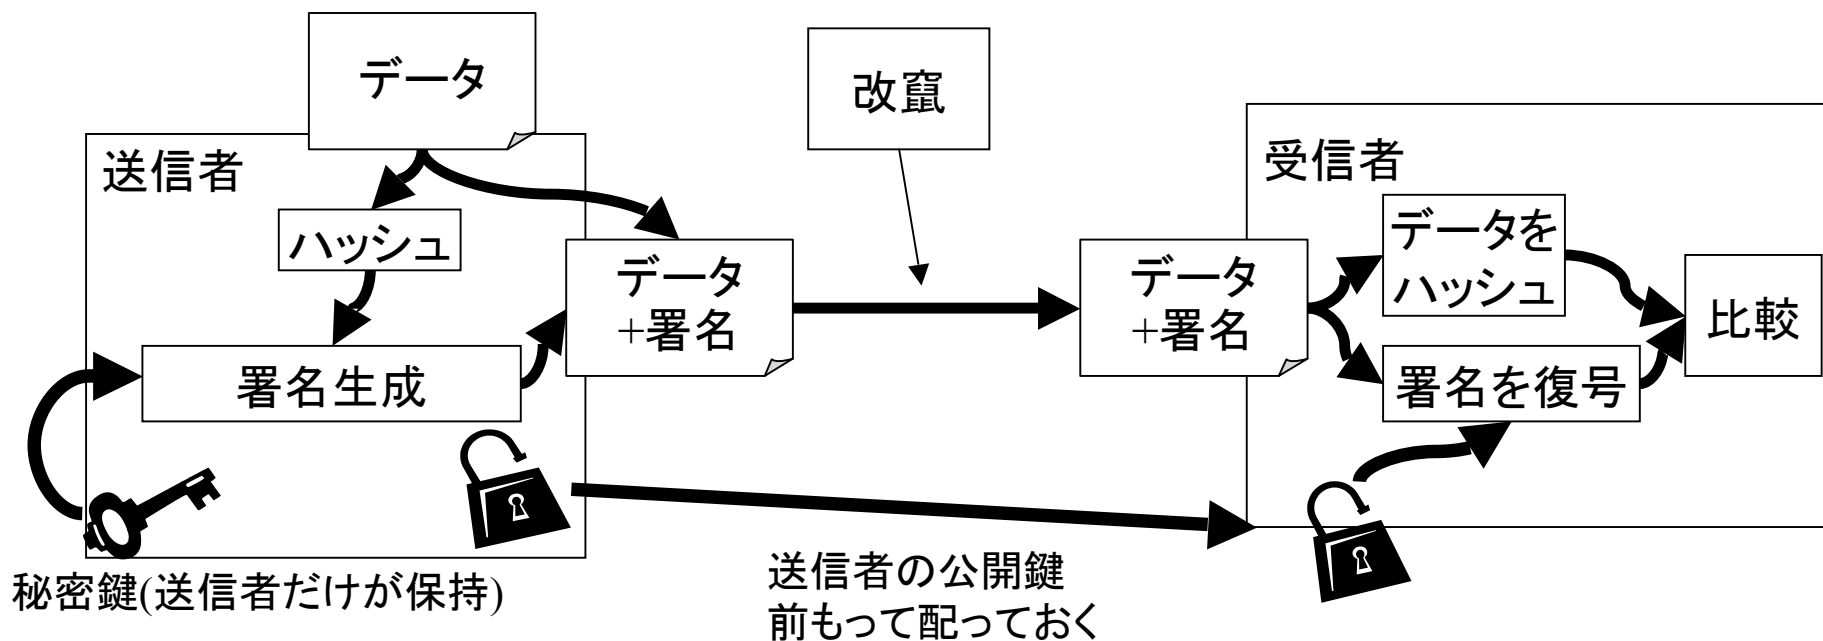 データ
改竄
送信者
受信者
ハッシュ
データを
ハッシュ
データ
+署名
データ
+署名
比較
署名生成
署名を復号
秘密鍵(送信者だけが保持)
送信者の公開鍵
前もって配っておく